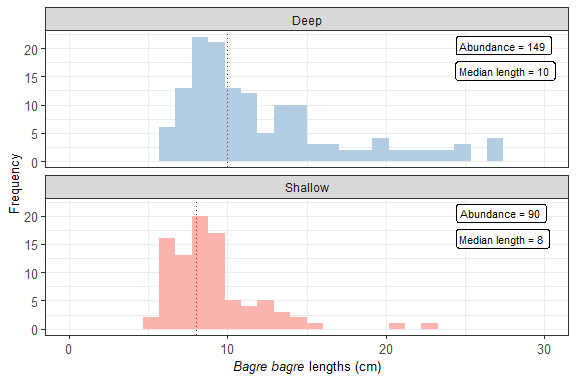 Deep
Abundance = 149
Median length = 10
20
15
10
5
0
Frequency
Shallow
Abundance = 90
Median length = 8
20
15
10
5
0
0 10 20 30
Bagre bagre lengths (cm)